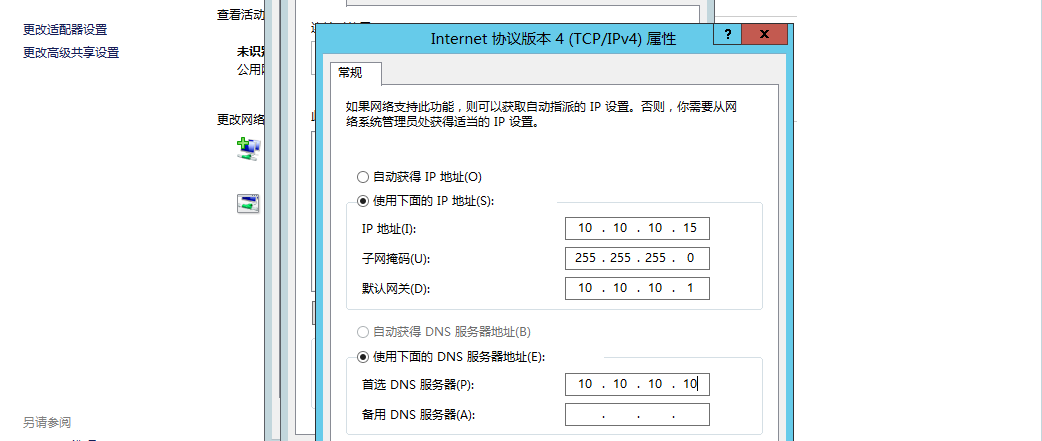 更改适配器设置
更改高级共享设置
另请参阅
查看活动
公用
更改网络
Internet 协议版本 4 (TCP/IPv4) 属性
?
x
常规
如果网络支持此功能，则可以获取自动指派的 IP 设置。否则，你需要从网
络系统管理员处获得适当的 IP 设置。
自动获得 IP 地址(O)
使用下面的 IP 地址(S):
IP 地址(I):
10 . 10 . 10 . 15
子网掩码(U):
255 . 255 . 255 . 0
默认网关(D):
10 . 10 . 10 . 1
自动获得 DNS 服务器地址(B)
使用下面的 DNS 服务器地址(E):
首选 DNS 服务器(P):
10 . 10 . 10 . 10
备用 DNS 服务器(A):
. . .